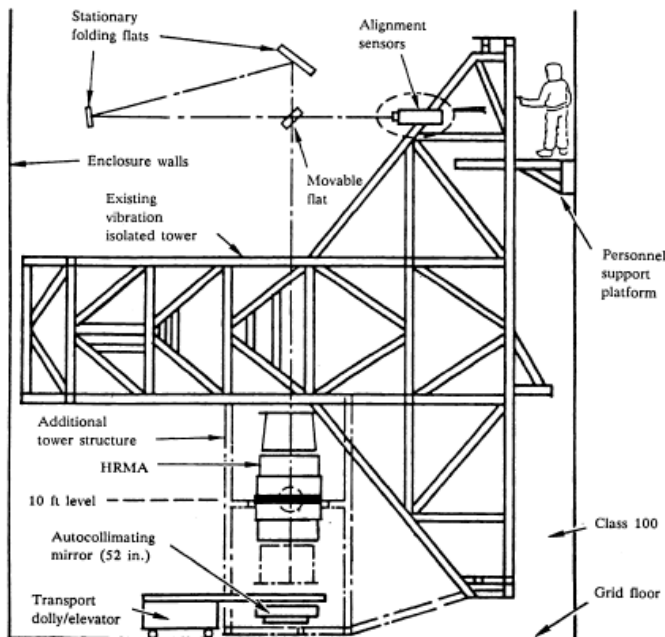 Stationary
folding flats
Alignment
sensors
Enclosure walls
Movable
flat
Existing
vibration
isolated tower
Personnel
support
platform
Additional
tower structure
HRMA
10 ft level
Autocollimating
mirror (52 in.)
Class 100
Transport
dolly/elevator
Grid floor